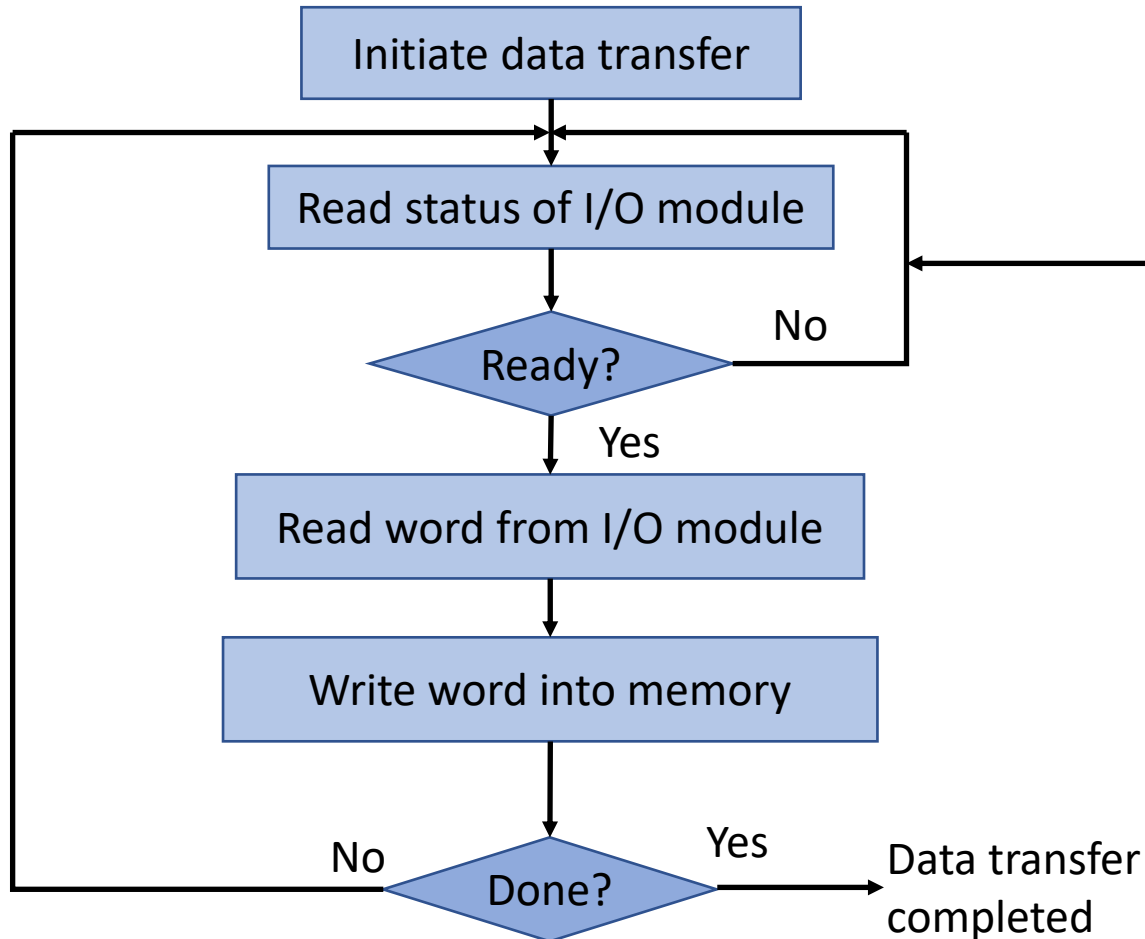 Initiate data transfer
Read status of I/O module
No
Ready?
Yes
Read word from I/O module
Write word into memory
No
Yes
Done?
Data transfer
completed